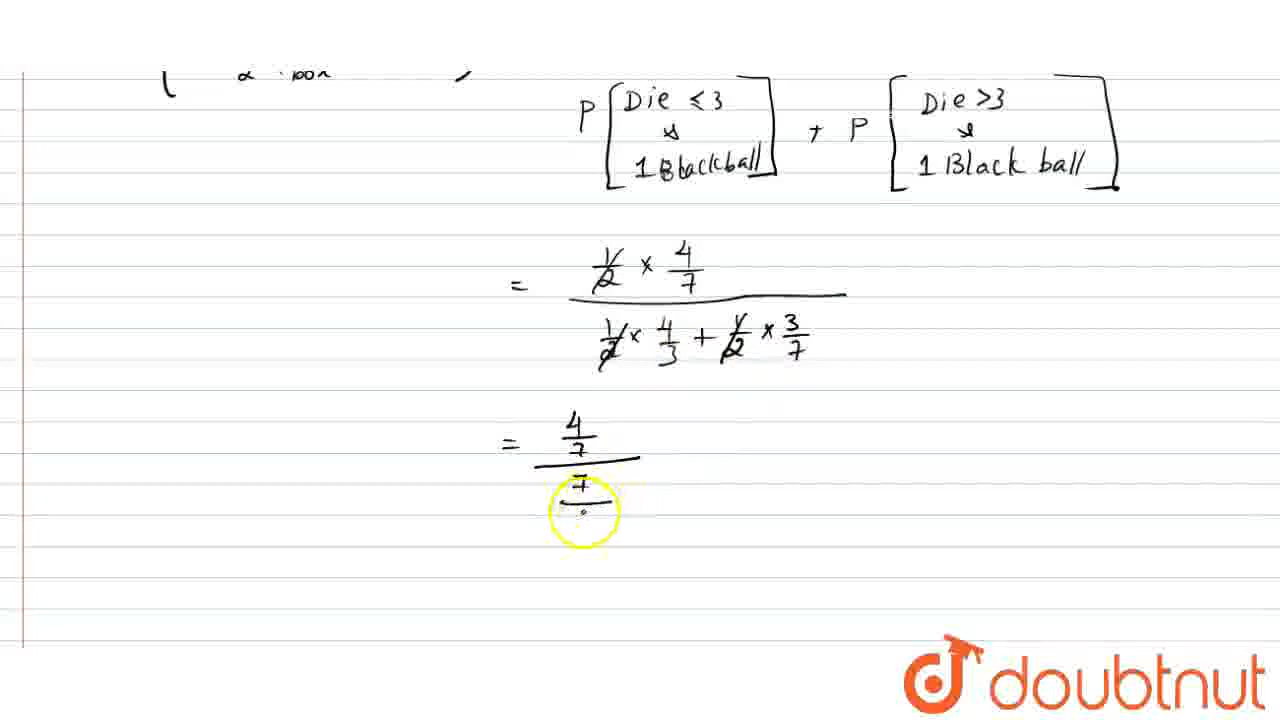 P [ Die ≤ 3 & 1 Black ball ] + P [ Die > 3 & 1 Black ball ]
= (1/2 × 4/7) / (1/2 × 4/3 + 1/2 × 3/7)
= (4/7) / (7/
doubtnut